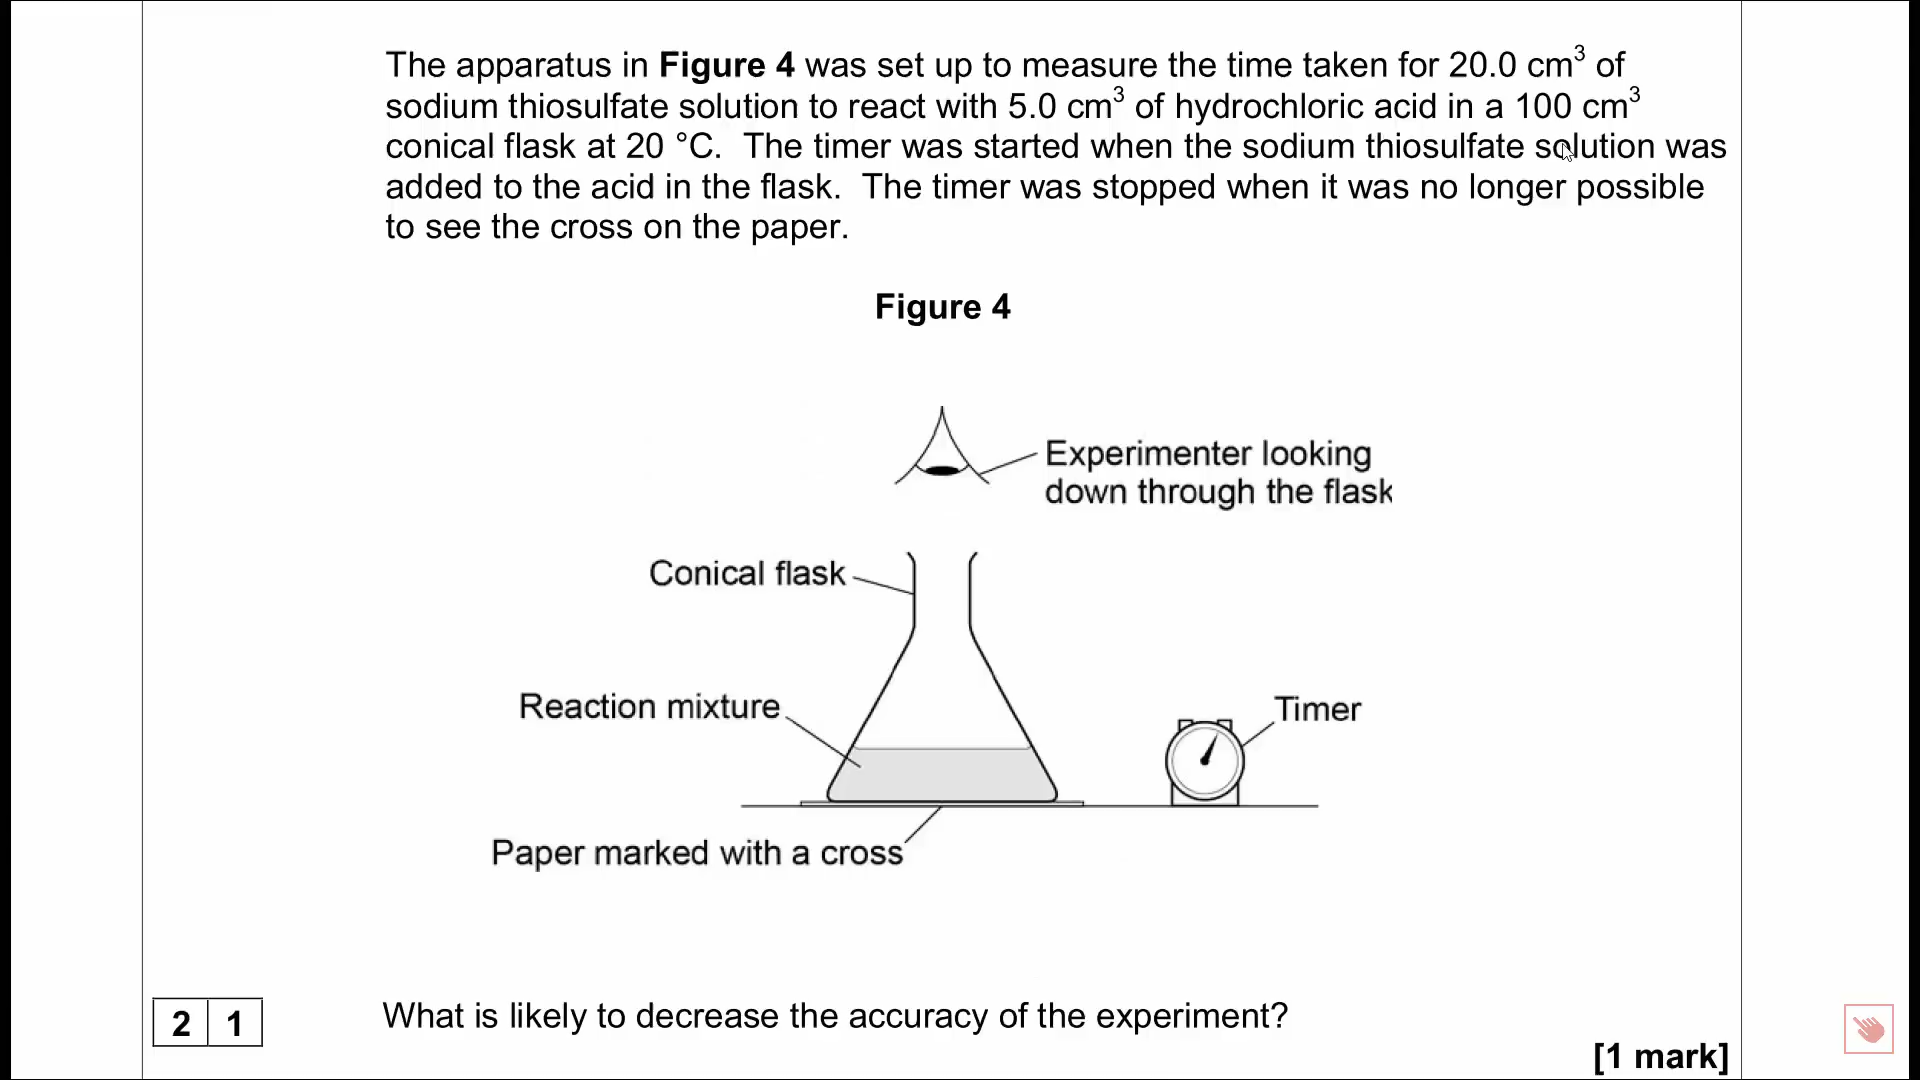 The apparatus in Figure 4 was set up to measure the time taken for 20.0 cm³ of
sodium thiosulfate solution to react with 5.0 cm³ of hydrochloric acid in a 100 cm³
conical flask at 20 °C. The timer was started when the sodium thiosulfate solution was
added to the acid in the flask. The timer was stopped when it was no longer possible
to see the cross on the paper.
Figure 4
Experimenter looking
down through the flask
Conical flask
Reaction mixture
Timer
Paper marked with a cross
2 1 What is likely to decrease the accuracy of the experiment?
[1 mark]